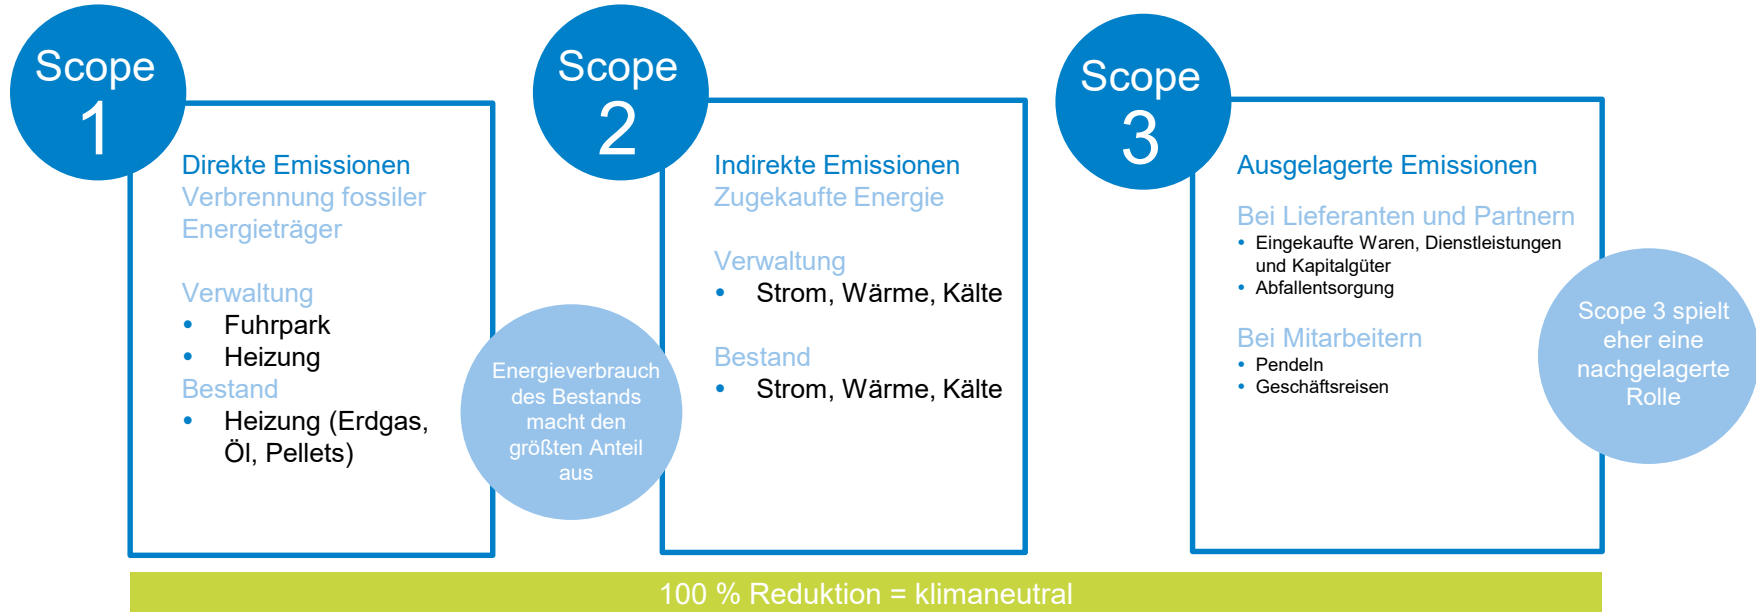 Scope
1
Direkte Emissionen
Verbrennung fossiler
Energieträger
Verwaltung
• Fuhrpark
• Heizung
Bestand
• Heizung (Erdgas,
Öl, Pellets)
Energieverbrauch
des Bestands
macht den
größten Anteil
aus
Scope
2
Indirekte Emissionen
Zugekaufte Energie
Verwaltung
• Strom, Wärme, Kälte
Bestand
• Strom, Wärme, Kälte
Scope
3
Ausgelagerte Emissionen
Bei Lieferanten und Partnern
• Eingekaufte Waren, Dienstleistungen
und Kapitalgüter
• Abfallentsorgung
Bei Mitarbeitern
• Pendeln
• Geschäftsreisen
Scope 3 spielt
eher eine
nachgelagerte
Rolle
100 % Reduktion = klimaneutral